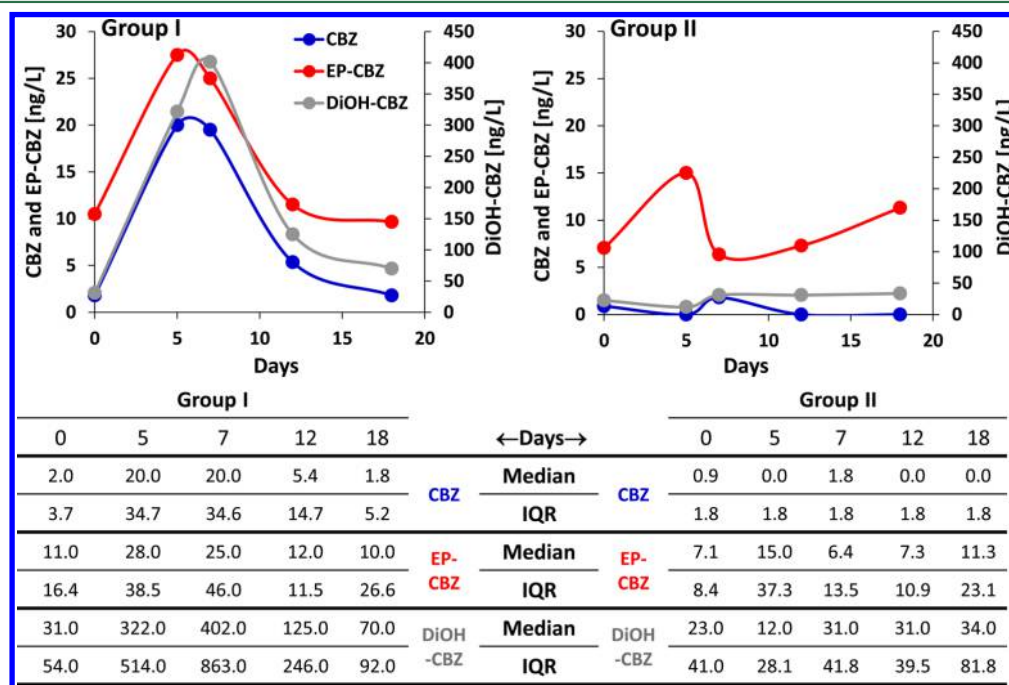 Group I
CBZ
EP-CBZ
DiOH-CBZ
CBZ and EP-CBZ [ng/L]
30
25
20
15
10
5
0
DiOH-CBZ [ng/L]
450
400
350
300
250
200
150
100
50
0
0 5 10 15 20
Days
Group II
CBZ and EP-CBZ [ng/L]
30
25
20
15
10
5
0
DiOH-CBZ [ng/L]
450
400
350
300
250
200
150
100
50
0
0 5 10 15 20
Days
Group I Group II
0 5 7 12 18 ←Days→ 0 5 7 12 18
2.0 20.0 20.0 5.4 1.8 CBZ Median CBZ 0.9 0.0 1.8 0.0 0.0
3.7 34.7 34.6 14.7 5.2 IQR 1.8 1.8 1.8 1.8 1.8
11.0 28.0 25.0 12.0 10.0 EP- Median EP- 7.1 15.0 6.4 7.3 11.3
16.4 38.5 46.0 11.5 26.6 CBZ IQR CBZ 8.4 37.3 13.5 10.9 23.1
31.0 322.0 402.0 125.0 70.0 DiOH Median DiOH 23.0 12.0 31.0 31.0 34.0
54.0 514.0 863.0 246.0 92.0 -CBZ IQR -CBZ 41.0 28.1 41.8 39.5 81.8